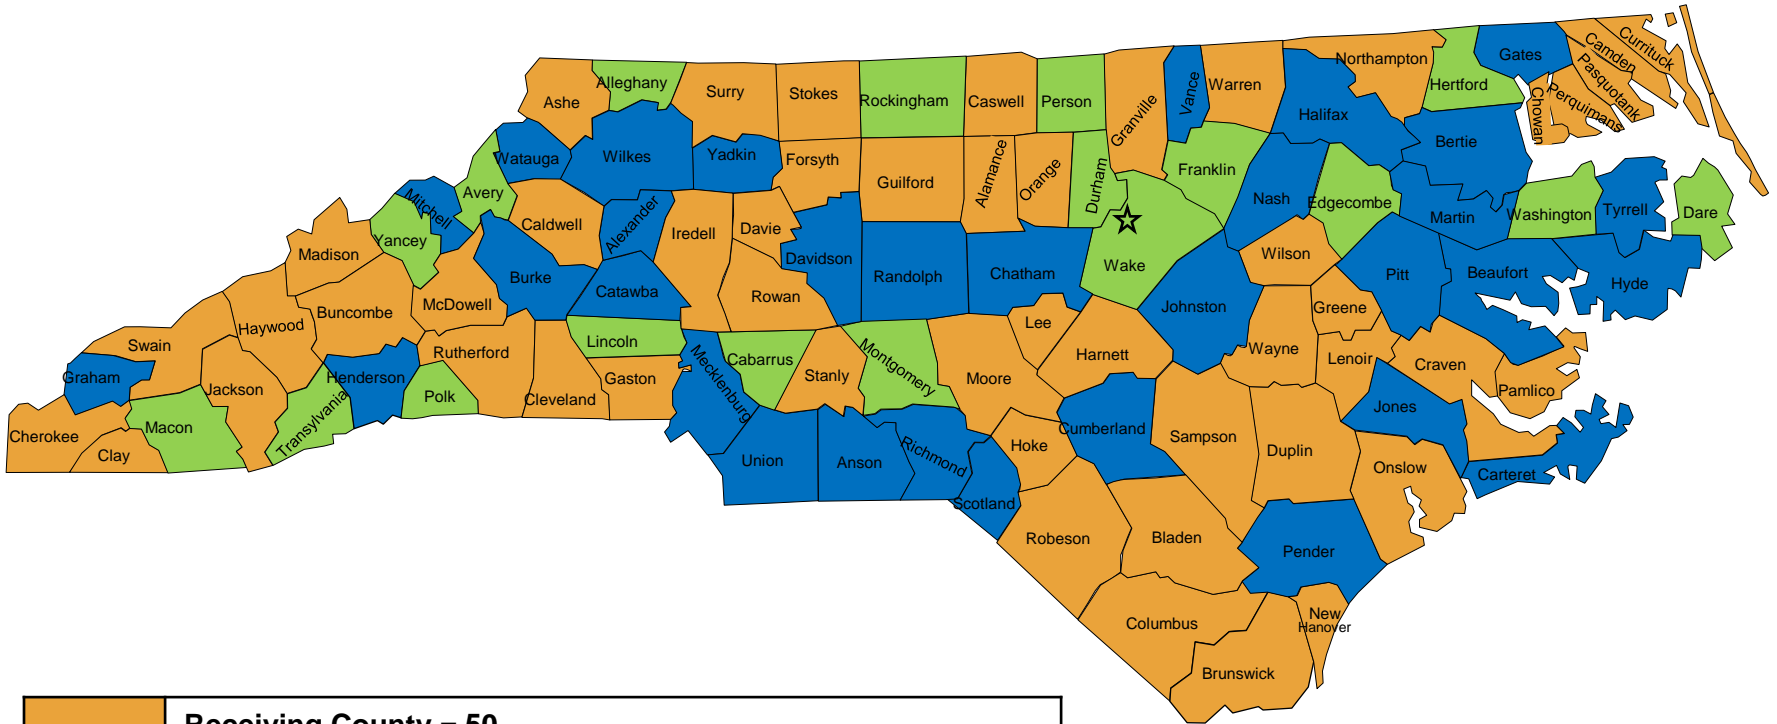 Currituck
Camden
Pasquotank
Perquimans
Chowan
Gates
Hertford
Northampton
Halifax
Bertie
Warren
Vance
Granville
Person
Caswell
Rockingham
Stokes
Surry
Alleghany
Ashe
Watauga
Wilkes
Yadkin
Forsyth
Guilford
Alamance
Orange
Durham
Franklin
Nash
Edgecombe
Martin
Washington
Tyrrell
Dare
Mitchell
Avery
Caldwell
Alexander
Iredell
Davie
Davidson
Randolph
Chatham
Wake
Wilson
Pitt
Beaufort
Hyde
Madison
Yancey
Burke
Catawba
Rowan
Johnston
Greene
Buncombe
McDowell
Haywood
Swain
Graham
Rutherford
Lincoln
Cabarrus
Montgomery
Lee
Harnett
Wayne
Lenoir
Craven
Pamlico
Jackson
Henderson
Polk
Cleveland
Gaston
Mecklenburg
Stanly
Moore
Jones
Cherokee
Clay
Macon
Transylvania
Union
Anson
Richmond
Scotland
Hoke
Cumberland
Sampson
Duplin
Onslow
Carteret
Robeson
Bladen
Pender
Columbus
New
Hanover
Brunswick
Receiving County = 50